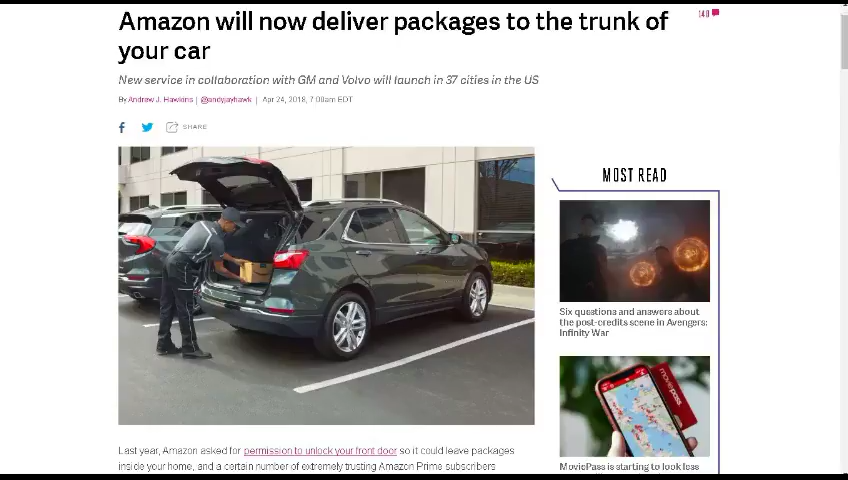 Amazon will now deliver packages to the trunk of
your car
140
New service in collaboration with GM and Volvo will launch in 37 cities in the US
By Andrew J. Hawkins | @andyjayhawk | Apr 24, 2018, 7:00am EDT
SHARE
MOST READ
Six questions and answers about
the post-credits scene in Avengers:
Infinity War
moviepass
Last year, Amazon asked for permission to unlock your front door so it could leave packages
inside your home, and a certain number of extremely trusting Amazon Prime subscribers
MoviePass is starting to look less